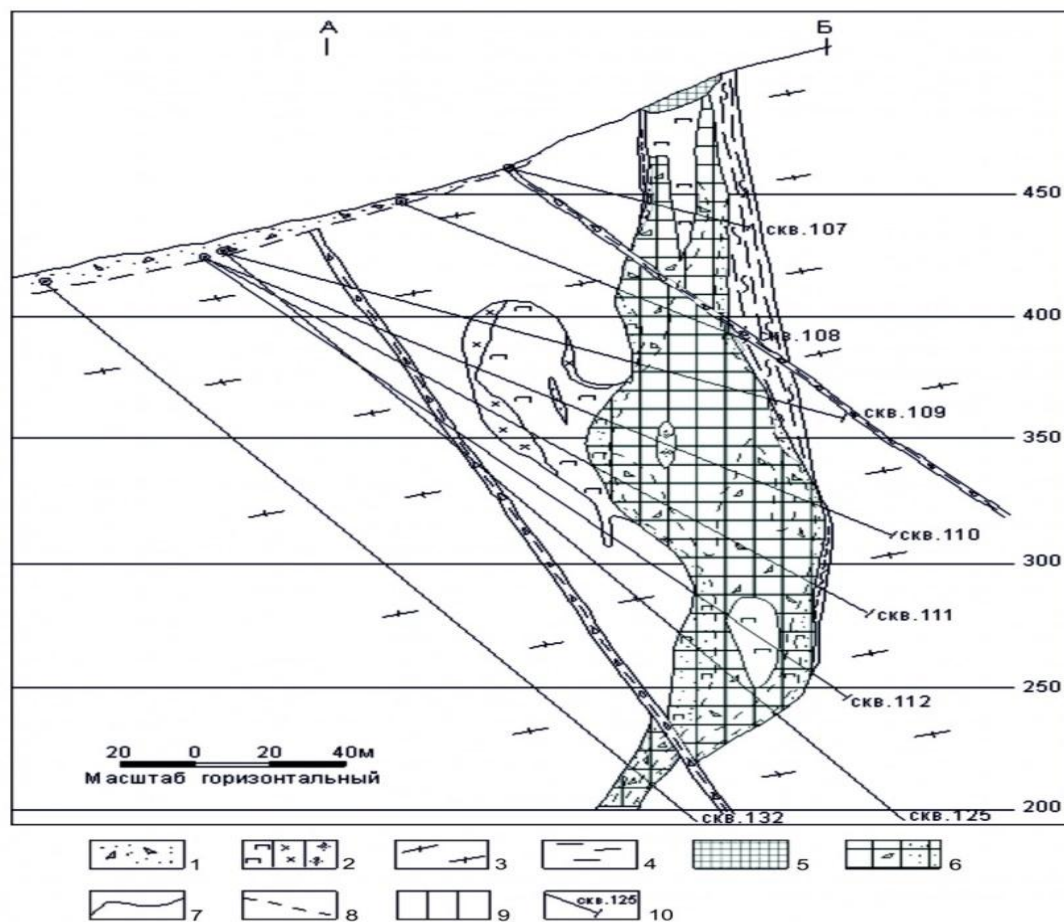 А Б
450
скв.107
400
скв.108
скв.109
350
скв.110
300
скв.111
250
скв.112
20 0 20 40м
Масштаб горизонтальный
200
скв.132 скв.125
1 2 3 4 5 6
7 8 9 скв.125 10